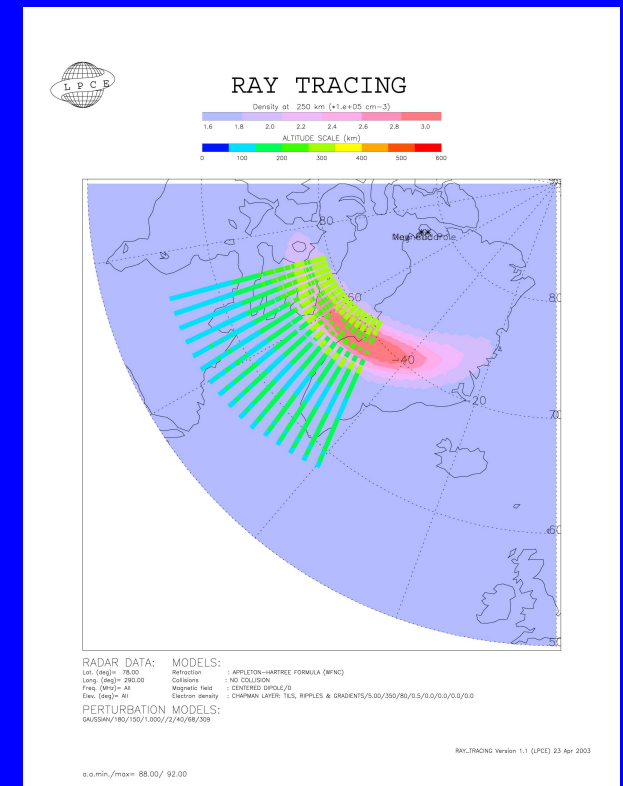 L P C E
RAY TRACING
Density at 250 km (*1.e+05 cm-3)
1.6 1.8 2.0 2.2 2.4 2.6 2.8 3.0
ALTITUDE SCALE (km)
0 100 200 300 400 500 600
80
Pole
80
-60
-40
-20
70
60
50
RADAR DATA:
Lat. (deg)= 78.00
Long. (deg)= 290.00
Freq. (MHz)= All
Elev. (deg)= All
MODELS:
Refraction : APPLETON-HARTREE FORMULA (WFNC)
Collisions : NO COLLISION
Magnetic field : CENTERED DIPOLE/0
Electron density : CHAPMAN LAYER: TILS, RIPPLES & GRADIENTS/5.00/350/80/0.5/0.0/0.0/0.0/0.0
PERTURBATION MODELS:
GAUSSIAN/180/150/1.000//2/40/68/309
RAY_TRACING Version 1.1 (LPCE) 23 Apr 2003
a.a.min./max= 88.00/ 92.00